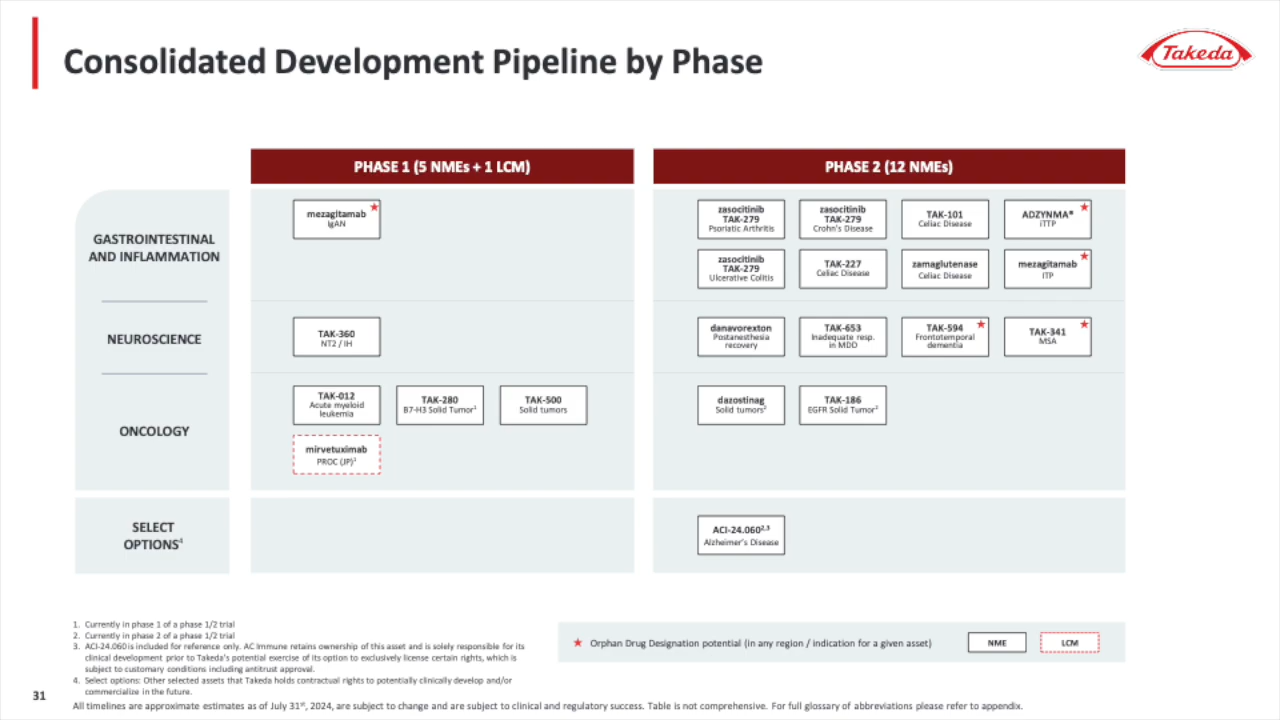 Consolidated Development Pipeline by Phase
Takeda
PHASE 1 (5 NMEs + 1 LCM)
PHASE 2 (12 NMEs)
GASTROINTESTINAL
AND INFLAMMATION
mezagitamab
IgAN
zasocitinib
TAK-279
Psoriatic Arthritis
zasocitinib
TAK-279
Crohn's Disease
TAK-101
Celiac Disease
ADZYNMA®
iTTP
zasocitinib
TAK-279
Ulcerative Colitis
TAK-227
Celiac Disease
zamaglutenase
Celiac Disease
mezagitamab
ITP
NEUROSCIENCE
TAK-360
NT2 / IH
danavorexton
Postanesthesia
recovery
TAK-653
Inadequate resp.
in MDD
TAK-594
Frontotemporal
dementia
TAK-341
MSA
ONCOLOGY
TAK-012
Acute myeloid
leukemia
TAK-280
B7-H3 Solid Tumor¹
TAK-500
Solid tumors
mirvetuximab
PROC (JP)¹
dazostinag
Solid tumors²
TAK-186
EGFR Solid Tumor²
SELECT
OPTIONS⁴
ACI-24.060²,³
Alzheimer's Disease
1. Currently in phase 1 of a phase 1/2 trial
2. Currently in phase 2 of a phase 1/2 trial
3. ACI-24.060 is included for reference only. AC Immune retains ownership of this asset and is solely responsible for its
clinical development prior to Takeda's potential exercise of its option to exclusively license certain rights, which is
subject to customary conditions including antitrust approval.
4. Select options: Other selected assets that Takeda holds contractual rights to potentially clinically develop and/or
commercialize in the future.
★ Orphan Drug Designation potential (in any region / indication for a given asset)
NME
LCM
31
All timelines are approximate estimates as of July 31ˢᵗ, 2024, are subject to change and are subject to clinical and regulatory success. Table is not comprehensive. For full glossary of abbreviations please refer to appendix.